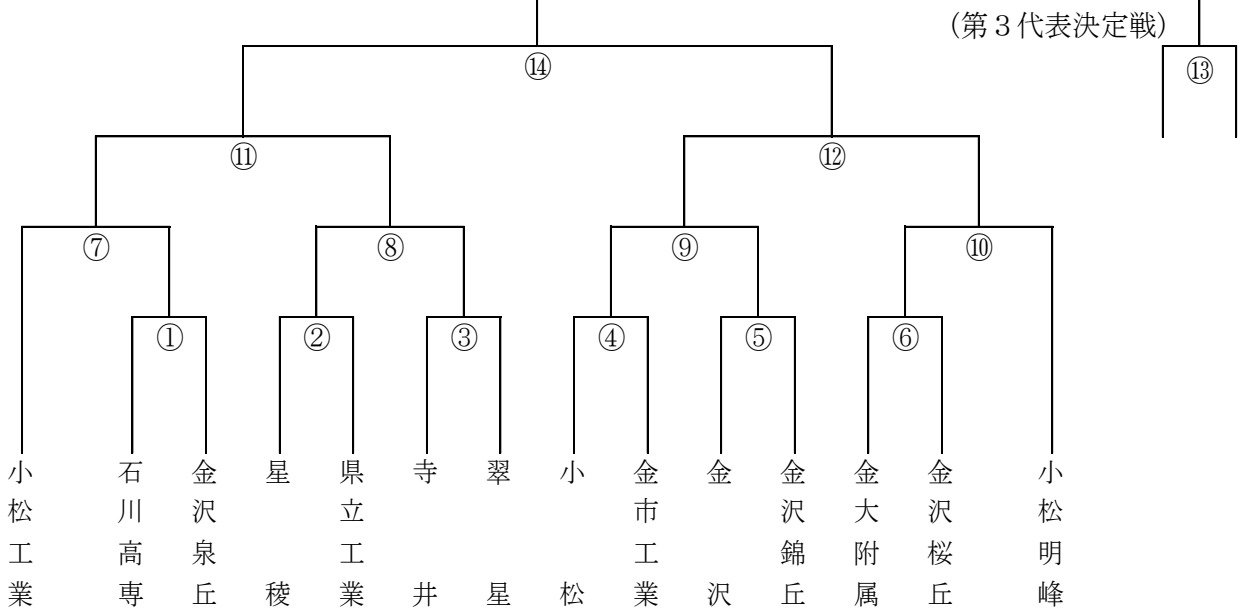 (第3代表決定戦)
⑭
⑬
⑪
⑫
⑦
⑧
⑨
⑩
①
②
③
④
⑤
⑥
小松工業
石川高専
金沢泉丘
星稜
県立工業
寺井
翠星
小松
金市工業
金沢
金沢錦丘
金大附属
金沢桜丘
小松明峰